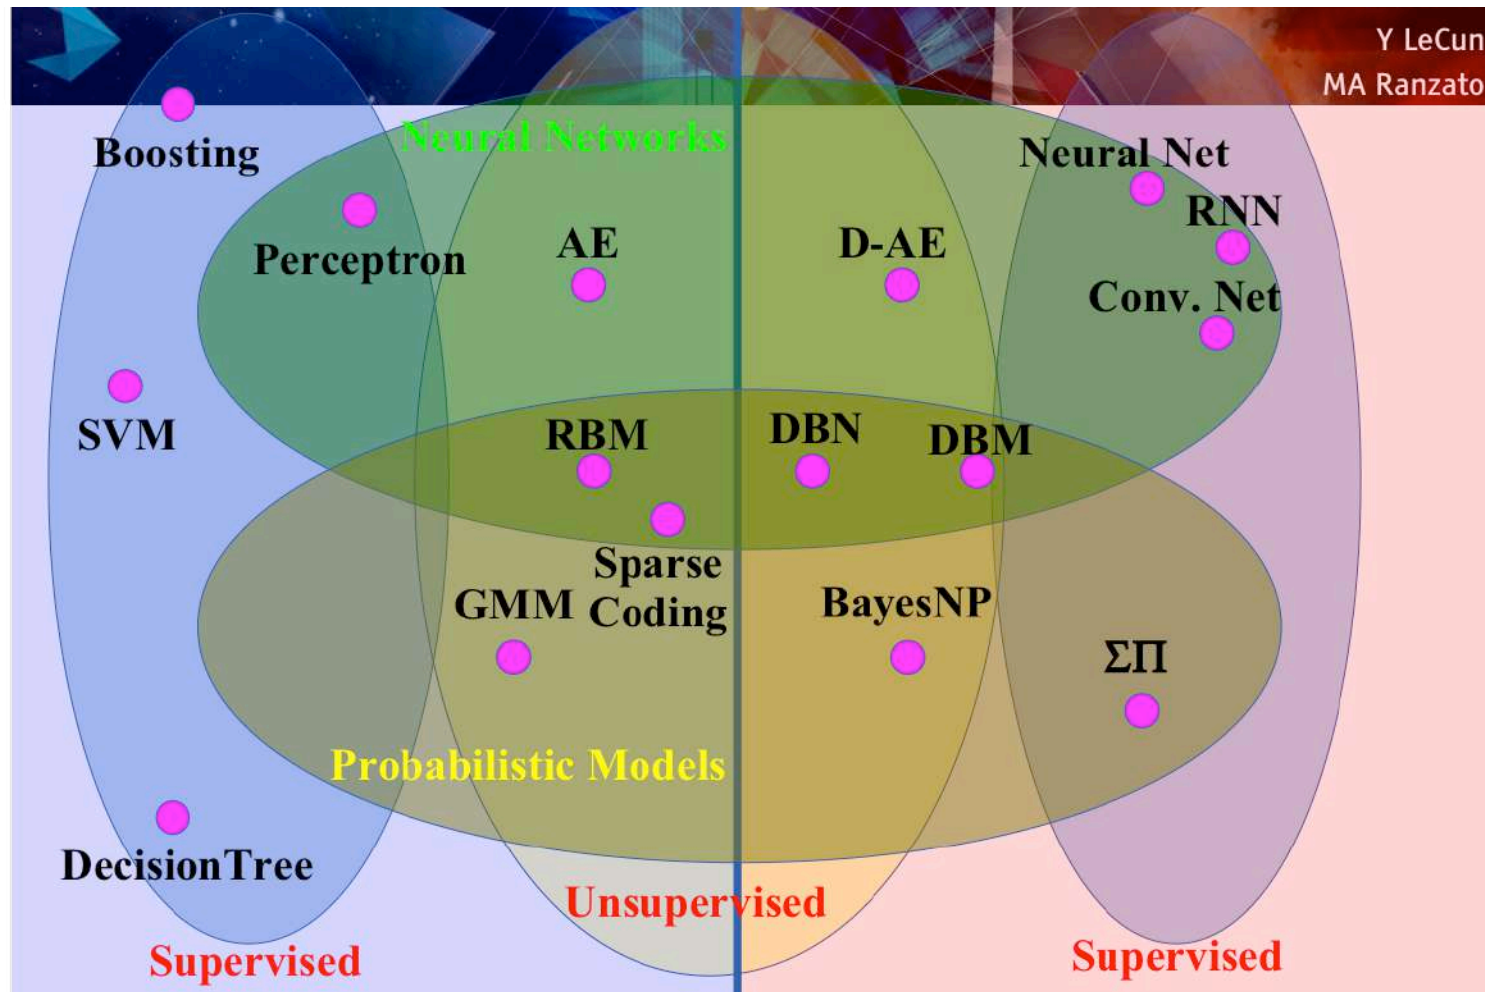 Y LeCun
MA Ranzato
Boosting
Neural Networks
Neural Net
RNN
Perceptron
AE
D-AE
Conv. Net
SVM
RBM
DBN
DBM
Sparse
Coding
GMM
BayesNP
ΣΠ
Probabilistic Models
DecisionTree
Unsupervised
Supervised
Supervised